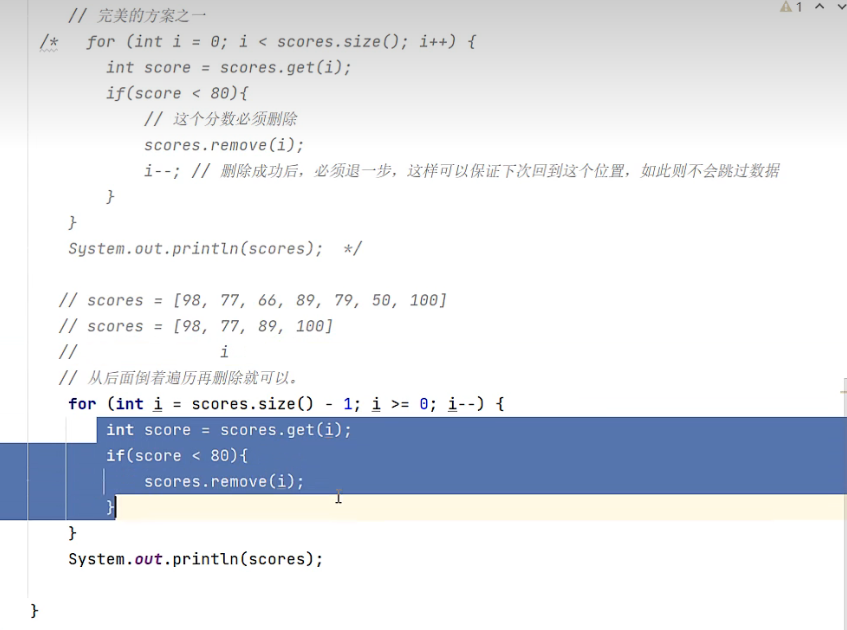 1
// 完美的方案之一
/* for (int i = 0; i < scores.size(); i++) {
int score = scores.get(i);
if(score < 80){
// 这个分数必须删除
scores.remove(i);
i--; // 删除成功后，必须退一步，这样可以保证下次回到这个位置，如此则不会跳过数据
}
}
System.out.println(scores); */
// scores = [98, 77, 66, 89, 79, 50, 100]
// scores = [98, 77, 89, 100]
// i
// 从后面倒着遍历再删除就可以。
for (int i = scores.size() - 1; i >= 0; i--) {
int score = scores.get(i);
if(score < 80){
scores.remove(i);
}
}
System.out.println(scores);
}